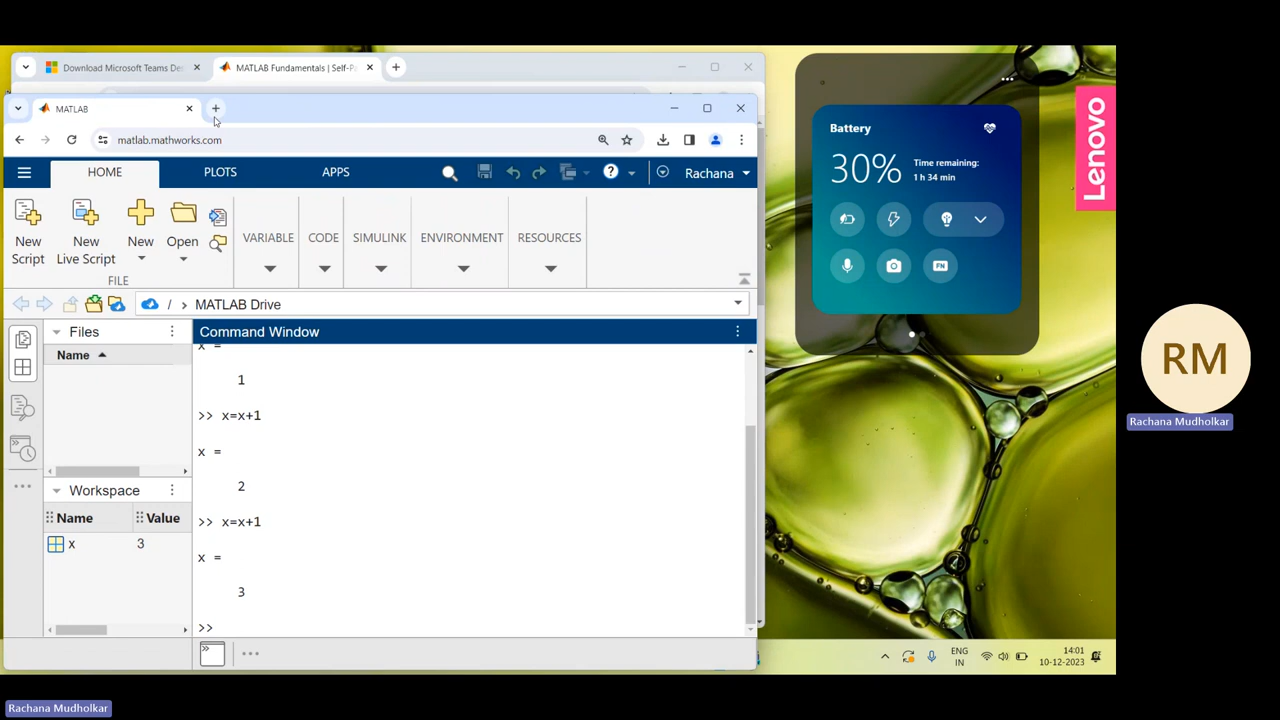 Download Microsoft Teams De
MATLAB Fundamentals | Self-P
MATLAB
matlab.mathworks.com
HOME
PLOTS
APPS
Rachana
New Script
New Live Script
New
Open
FILE
VARIABLE
CODE
SIMULINK
ENVIRONMENT
RESOURCES
/ > MATLAB Drive
Files
Name
Workspace
Name
Value
x
3
Command Window
x =
1
>> x=x+1
x =
2
>> x=x+1
x =
3
>>
Battery
30%
Time remaining:
1 h 34 min
FN
Lenovo
ENG
IN
14:01
10-12-2023
RM
Rachana Mudholkar
Rachana Mudholkar